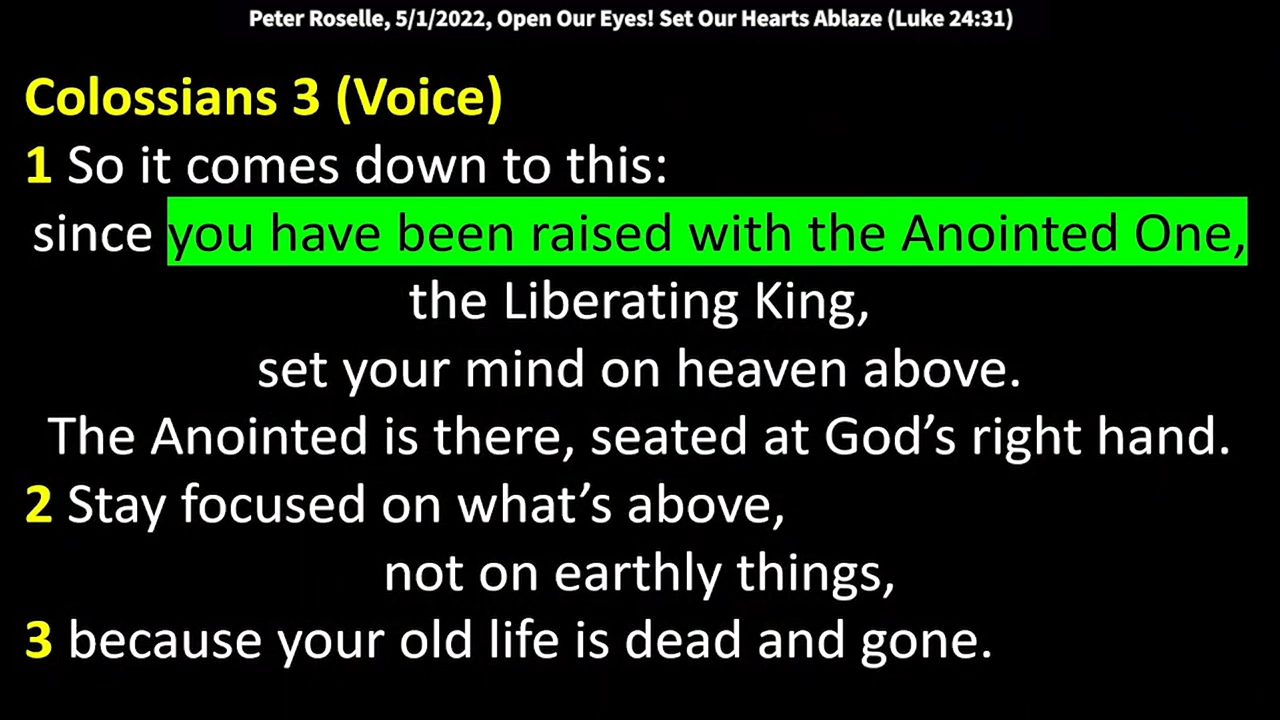 Peter Roselle, 5/1/2022, Open Our Eyes! Set Our Hearts Ablaze (Luke 24:31)
Colossians 3 (Voice)
1 So it comes down to this:
since you have been raised with the Anointed One,
the Liberating King,
set your mind on heaven above.
The Anointed is there, seated at God’s right hand.
2 Stay focused on what’s above,
not on earthly things,
3 because your old life is dead and gone.